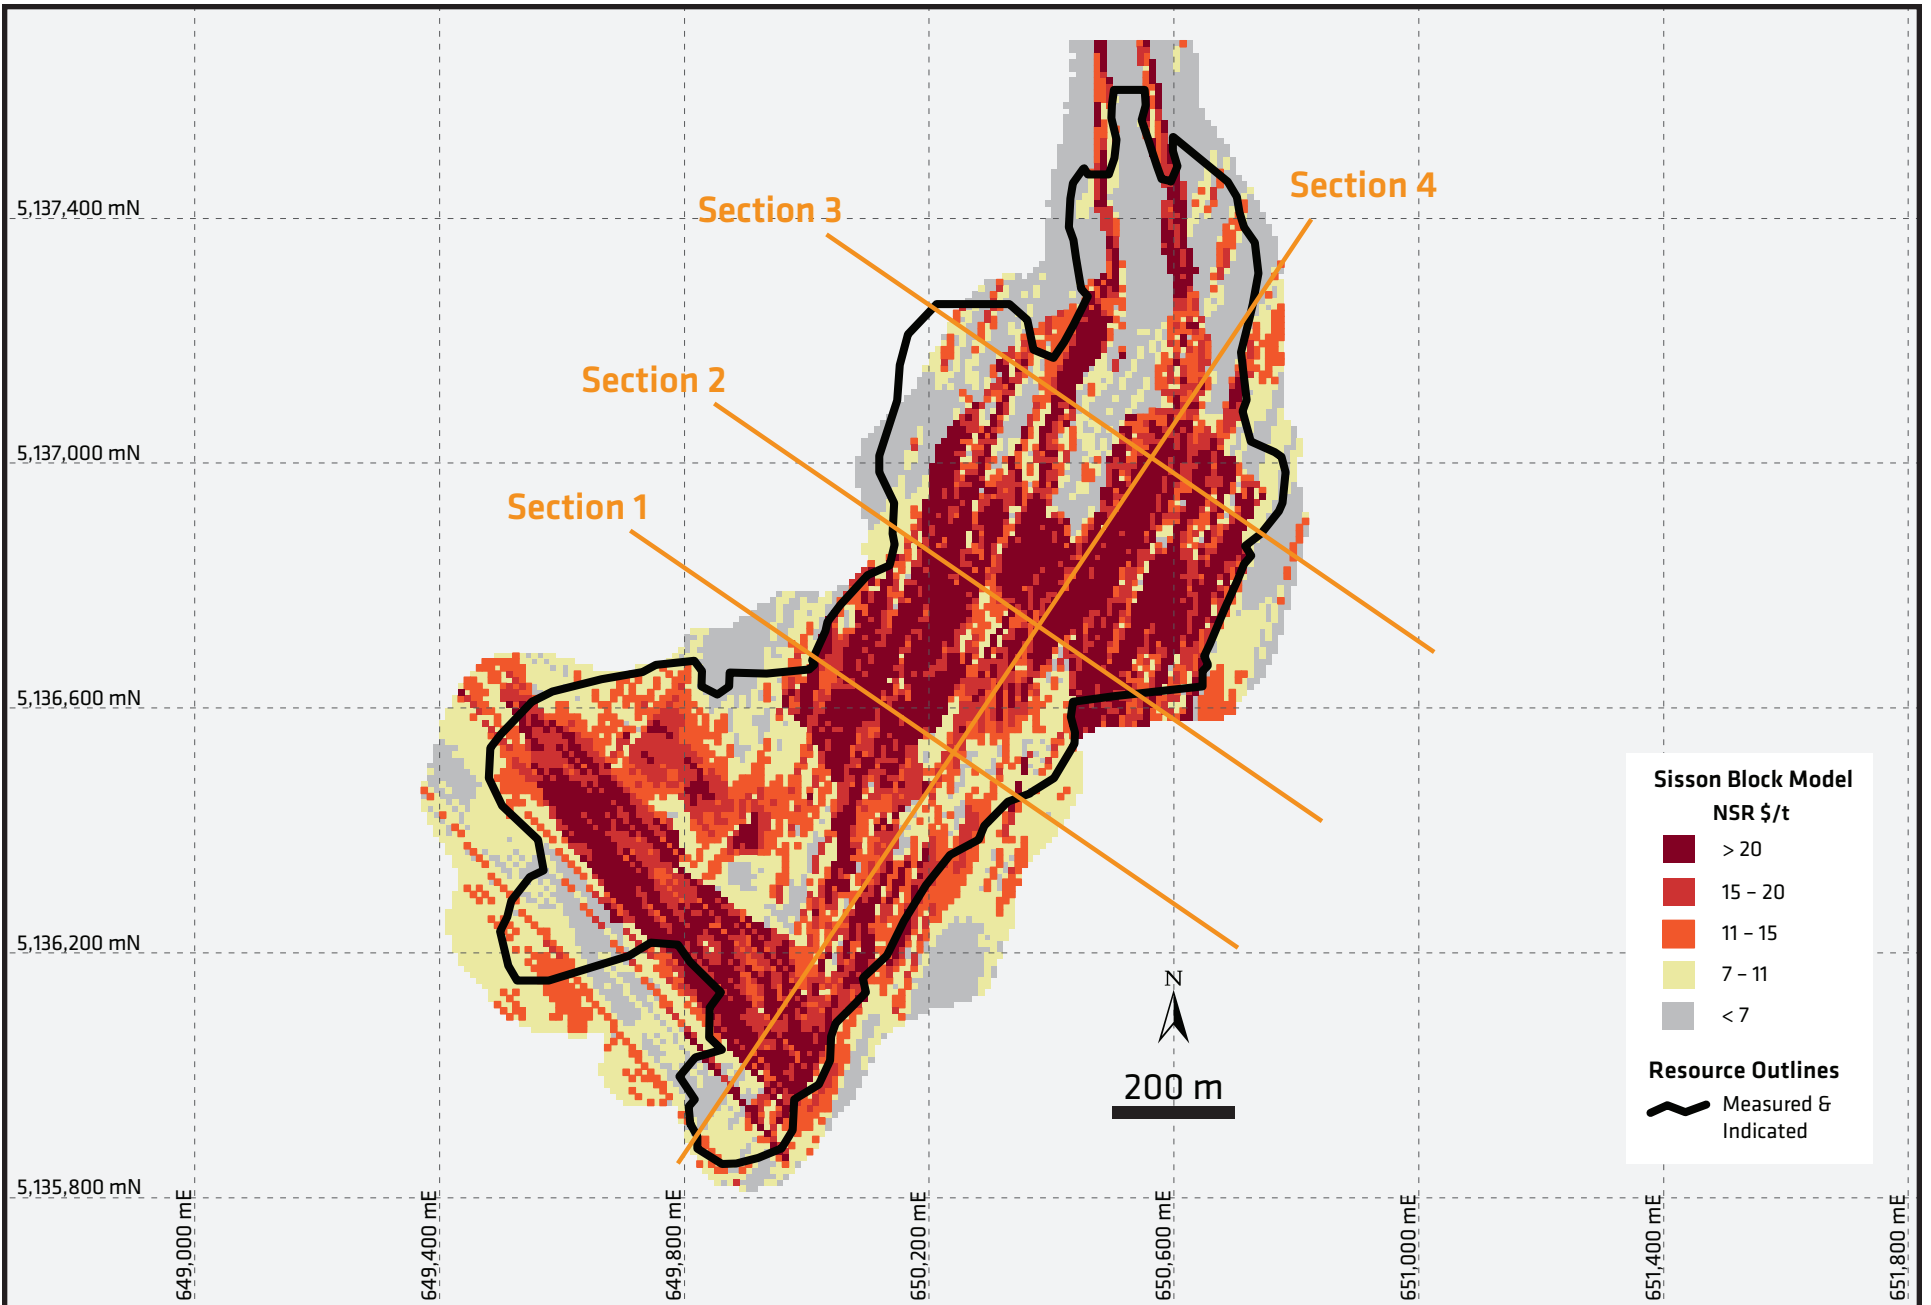 Section 4
Section 3
5,137,400 mN
Section 2
5,137,000 mN
Section 1
5,136,600 mN
5,136,200 mN
5,135,800 mN
Sisson Block Model
NSR $/t
> 20
15 – 20
11 – 15
7 – 11
< 7
Resource Outlines
Measured &
Indicated
N
200 m
649,000 mE
649,400 mE
649,800 mE
650,200 mE
650,600 mE
651,000 mE
651,400 mE
651,800 mE